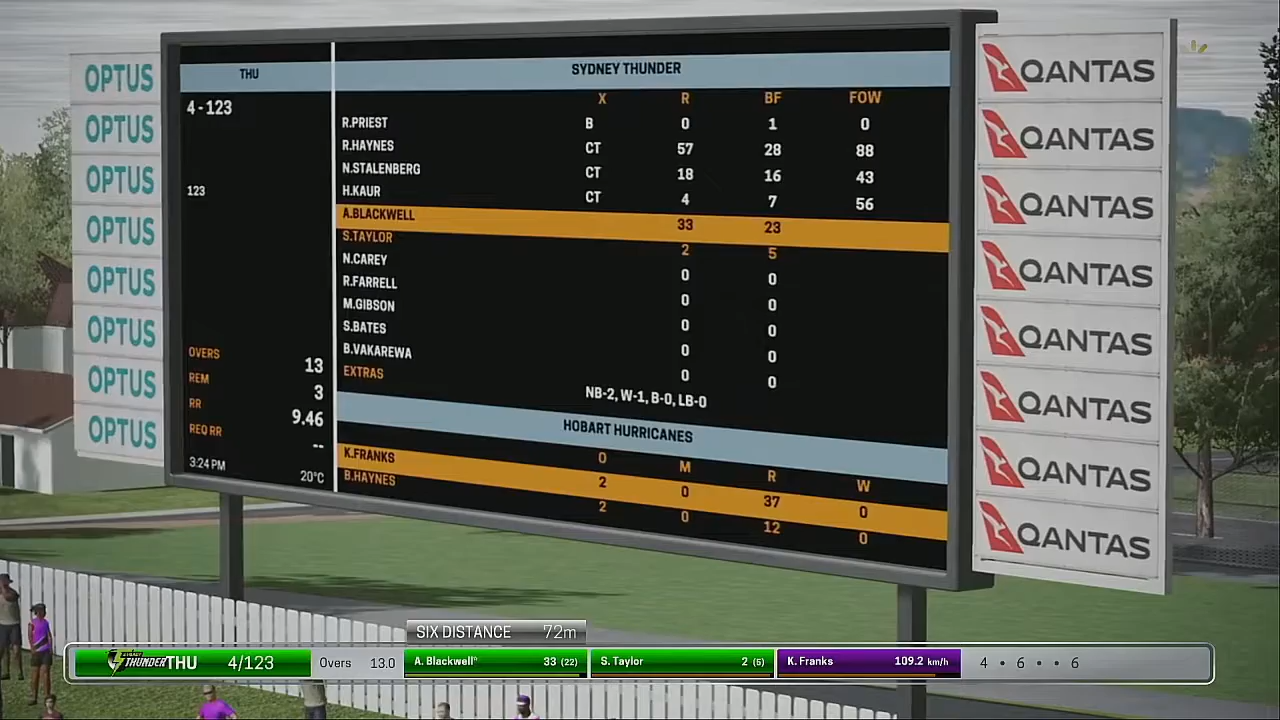 THU
SYDNEY THUNDER
4-123
X R BF FOW
R.PRIEST B 0 1 0
R.HAYNES CT 57 28 88
N.STALENBERG CT 18 16 43
123
H.KAUR CT 4 7 56
A.BLACKWELL 33 23
S.TAYLOR 2 5
N.CAREY 0 0
R.FARRELL 0 0
M.GIBSON 0 0
S.BATES 0 0
B.VAKAREWA 0 0
EXTRAS 0 0
NB-2, W-1, B-0, LB-0
OVERS 13
REM 3
RR 9.46
REQ RR --
3:24 PM 20°C
HOBART HURRICANES
O M R W
K.FRANKS 2 0 37 0
B.HAYNES 2 0 12 0
OPTUS
OPTUS
OPTUS
OPTUS
OPTUS
OPTUS
OPTUS
OPTUS
QANTAS
QANTAS
QANTAS
QANTAS
QANTAS
QANTAS
QANTAS
QANTAS
SIX DISTANCE 72m
THUNDER THU 4/123 Overs 13.0 A. Blackwell* 33 (22) S. Taylor 2 (5) K. Franks 109.2 km/h 4 • 6 • • 6